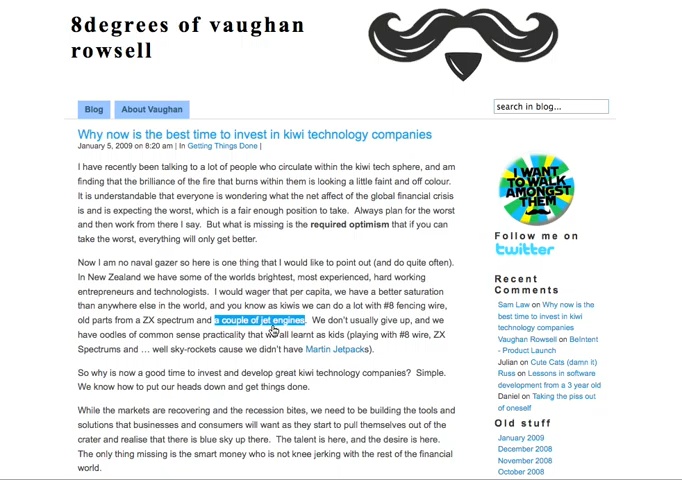 8degrees of vaughan
rowsell
Blog
About Vaughan
search in blog...
Why now is the best time to invest in kiwi technology companies
January 5, 2009 on 8:20 am | In Getting Things Done |
I have recently been talking to a lot of people who circulate within the kiwi tech sphere, and am
finding that the brilliance of the fire that burns within them is looking a little faint and off colour.
It is understandable that everyone is wondering what the net affect of the global financial crisis
is and is expecting the worst, which is a fair enough position to take.  Always plan for the worst
and then work from there I say.  But what is missing is the required optimism that if you can
take the worst, everything will only get better.
Now I am no naval gazer so here is one thing that I would like to point out (and do quite often).
In New Zealand we have some of the worlds brightest, most experienced, hard working
entrepreneurs and technologists.  I would wager that per capita, we have a better saturation
than anywhere else in the world, and you know as kiwis we can do a lot with #8 fencing wire,
old parts from a ZX spectrum and a couple of jet engines.  We don't usually give up, and we
have oodles of common sense practicality that we all learnt as kids (playing with #8 wire, ZX
Spectrums and … well sky-rockets cause we didn't have Martin Jetpacks).
So why is now a good time to invest and develop great kiwi technology companies?  Simple.
We know how to put our heads down and get things done.
While the markets are recovering and the recession bites, we need to be building the tools and
solutions that businesses and consumers will want as they start to pull themselves out of the
crater and realise that there is blue sky up there.  The talent is here, and the desire is here.
The only thing missing is the smart money who is not knee jerking with the rest of the financial
world.
I WANT
TO WALK
AMONGST
THEM
Follow me on
twitter
Recent
Comments
Sam Law on Why now is the
best time to invest in kiwi
technology companies
Vaughan Rowsell on BeIntent
- Product Launch
Julian on Cute Cats (damn it)
Russ on Lessons in software
development from a 3 year old
Daniel on Taking the piss out
of oneself
Old stuff
January 2009
December 2008
November 2008
October 2008